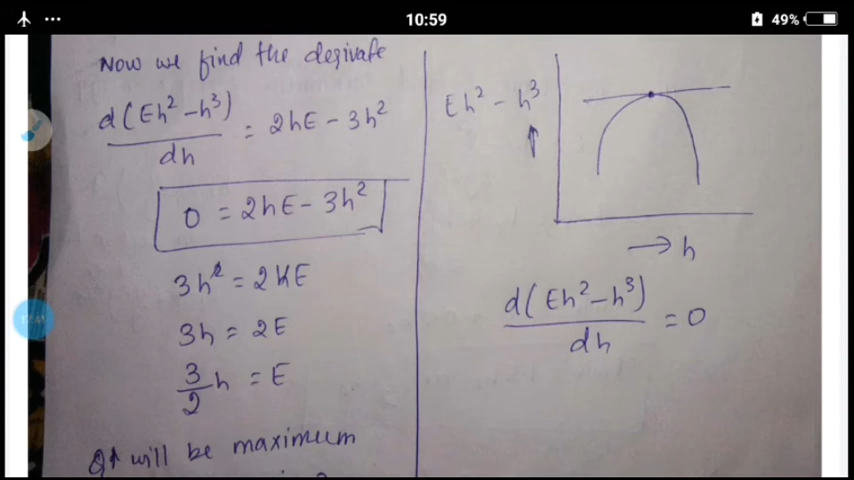 10:59
49%
Now we find the derivate
d(Eh² - h³)
dh
= 2hE - 3h²
0 = 2hE - 3h²
3h² = 2hE
3h = 2E
3/2 h = E
will be maximum
Eh² - h³
↑
→ h
d(Eh² - h³)
dh
= 0